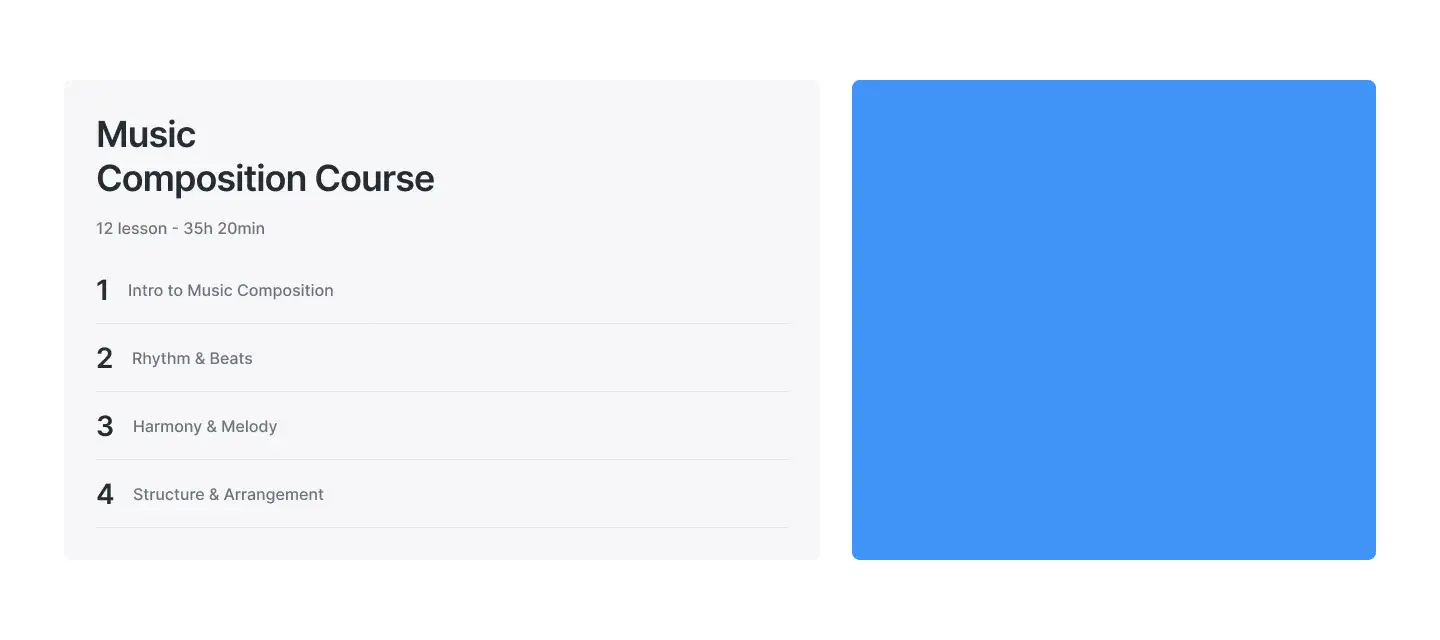 Music
Composition Course
12 lesson - 35h 20min
1 Intro to Music Composition
2 Rhythm & Beats
3 Harmony & Melody
4 Structure & Arrangement